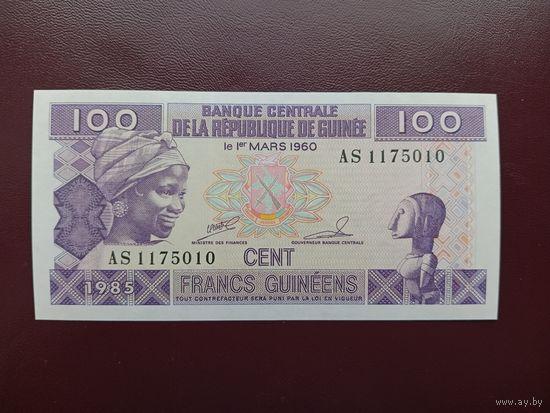 100 BANQUE CENTRALE 100
DE LA RÉPUBLIQUE DE GUINÉE
le 1er MARS 1960
AS 1175010
MINISTRE DES FINANCES GOUVERNEUR BANQUE CENTRALE
AS 1175010 CENT
1985 FRANCS GUINÉENS
TOUT CONTREFACTEUR SERA PUNI PAR LA LOI EN VIGUEUR
www.ay.by